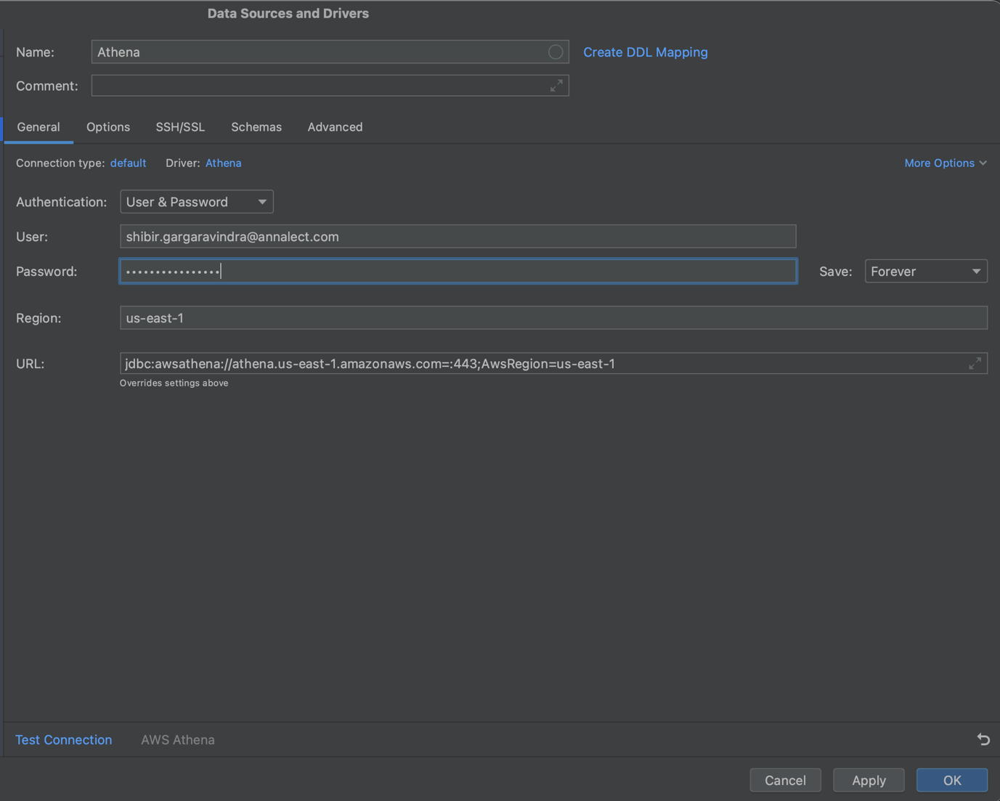 Data Sources and Drivers
Name: Athena Create DDL Mapping
Comment:
General Options SSH/SSL Schemas Advanced
Connection type: default Driver: Athena More Options
Authentication: User & Password
User: shibir.gargaravindra@annalect.com
Password: •••••••••••••••• Save: Forever
Region: us-east-1
URL: jdbc:awsathena://athena.us-east-1.amazonaws.com=:443;AwsRegion=us-east-1
Overrides settings above
Test Connection AWS Athena
Cancel Apply OK